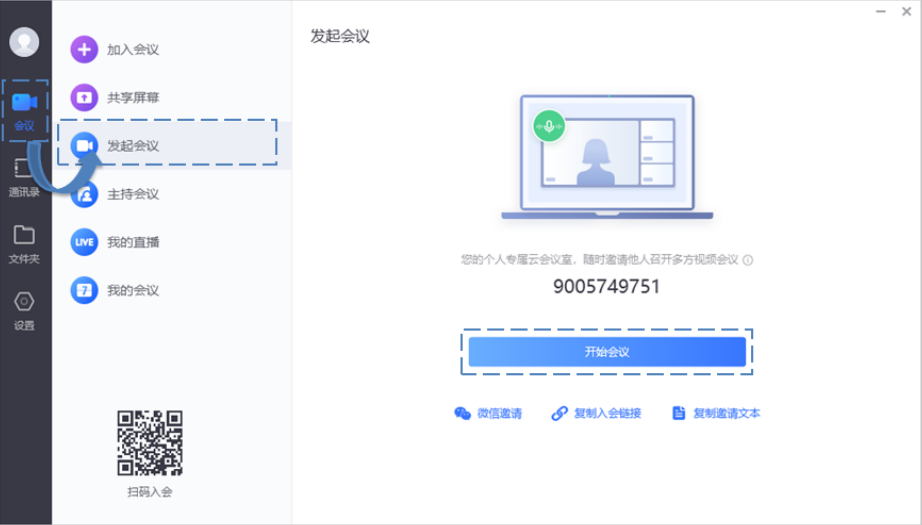 会议
通讯录
文件夹
设置
加入会议
共享屏幕
发起会议
主持会议
LIVE
我的直播
7
我的会议
扫码入会
发起会议
您的个人专属云会议室，随时邀请他人召开多方视频会议
9005749751
开始会议
微信邀请
复制入会链接
复制邀请文本